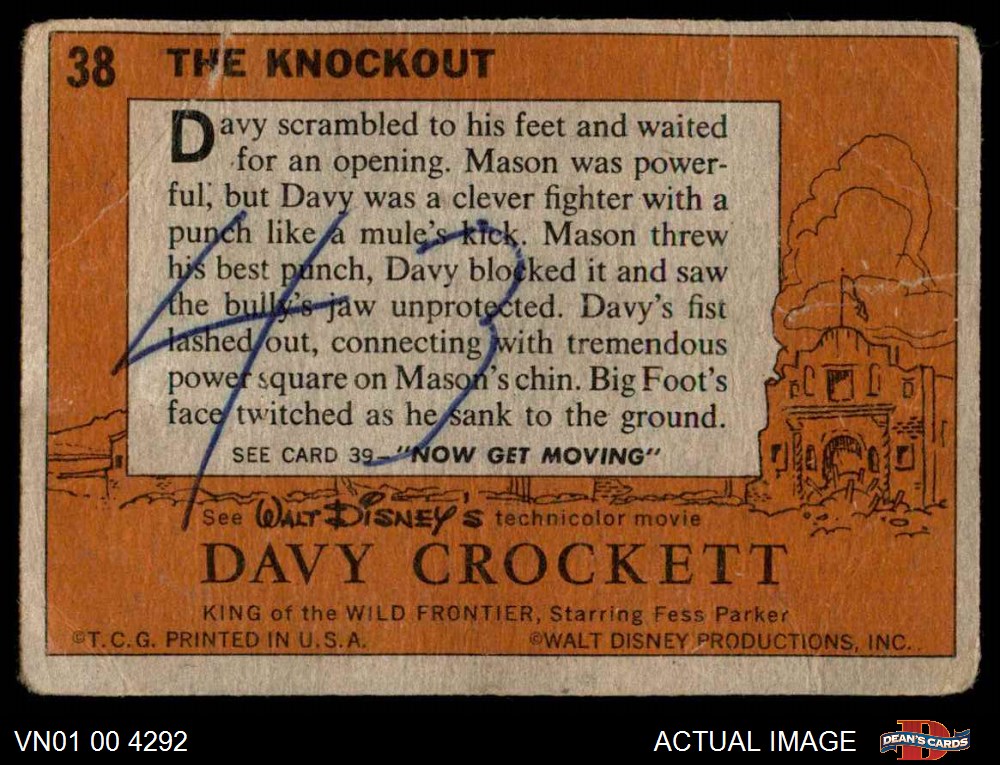 38 THE KNOCKOUT
Davy scrambled to his feet and waited
for an opening. Mason was power-
ful, but Davy was a clever fighter with a
punch like a mule's kick. Mason threw
his best punch, Davy blocked it and saw
the bully's jaw unprotected. Davy's fist
lashed out, connecting with tremendous
power square on Mason's chin. Big Foot's
face twitched as he sank to the ground.
SEE CARD 39—"NOW GET MOVING"
43
See WALT DISNEY'S technicolor movie
DAVY CROCKETT
KING of the WILD FRONTIER, Starring Fess Parker
©T.C.G. PRINTED IN U.S.A. ©WALT DISNEY PRODUCTIONS, INC.
VN01 00 4292 ACTUAL IMAGE D DEAN'S CARDS